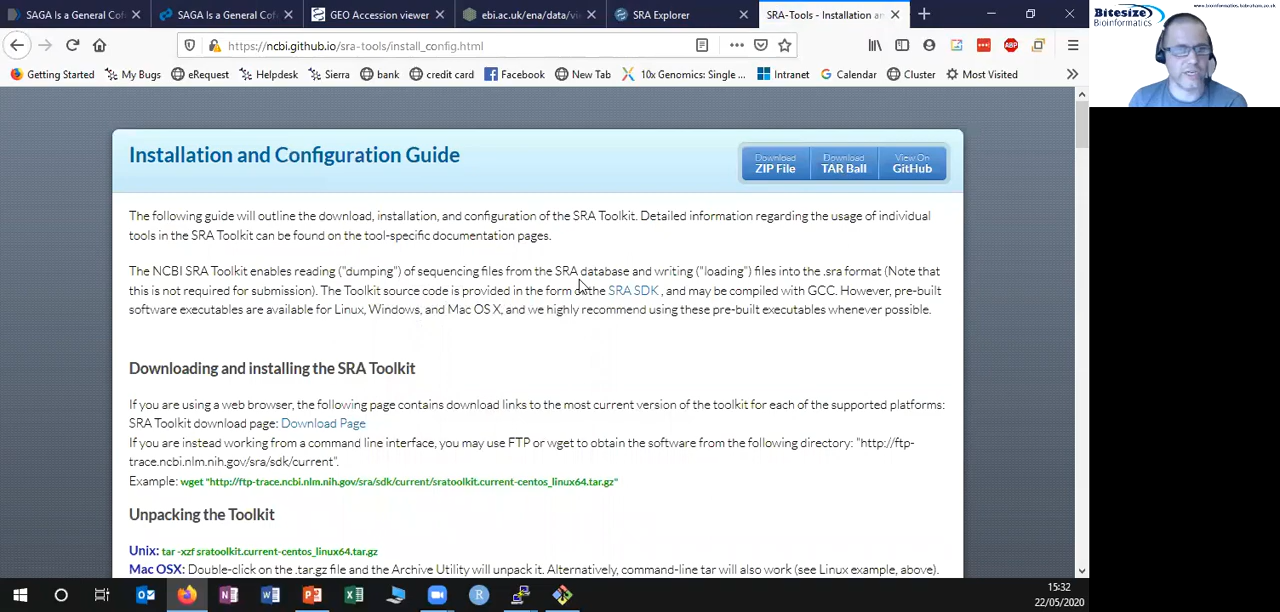 SAGA Is a General Cof
SAGA Is a General Cof
GEO Accession viewer
ebi.ac.uk/ena/data/vi
SRA Explorer
SRA-Tools - Installation an
https://ncbi.github.io/sra-tools/install_config.html
Getting Started
My Bugs
eRequest
Helpdesk
Sierra
bank
credit card
Facebook
New Tab
10x Genomics: Single ...
Intranet
Calendar
Cluster
Most Visited
Bitesize
Bioinformatics
www.bioinformatics.babraham.ac.uk
ABP
Installation and Configuration Guide
Download
ZIP File
Download
TAR Ball
View On
GitHub
The following guide will outline the download, installation, and configuration of the SRA Toolkit. Detailed information regarding the usage of individual
tools in the SRA Toolkit can be found on the tool-specific documentation pages.
The NCBI SRA Toolkit enables reading ("dumping") of sequencing files from the SRA database and writing ("loading") files into the .sra format (Note that
this is not required for submission). The Toolkit source code is provided in the form of the SRA SDK , and may be compiled with GCC. However, pre-built
software executables are available for Linux, Windows, and Mac OS X, and we highly recommend using these pre-built executables whenever possible.
Downloading and installing the SRA Toolkit
If you are using a web browser, the following page contains download links to the most current version of the toolkit for each of the supported platforms:
SRA Toolkit download page: Download Page
If you are instead working from a command line interface, you may use FTP or wget to obtain the software from the following directory: "http://ftp-
trace.ncbi.nlm.nih.gov/sra/sdk/current".
Example: wget "http://ftp-trace.ncbi.nlm.nih.gov/sra/sdk/current/sratoolkit.current-centos_linux64.tar.gz"
Unpacking the Toolkit
Unix: tar -xzf sratoolkit.current-centos_linux64.tar.gz
Mac OSX: Double-click on the .tar.gz file and the Archive Utility will unpack it. Alternatively, command-line tar will also work (see Linux example, above).
15:32
22/05/2020